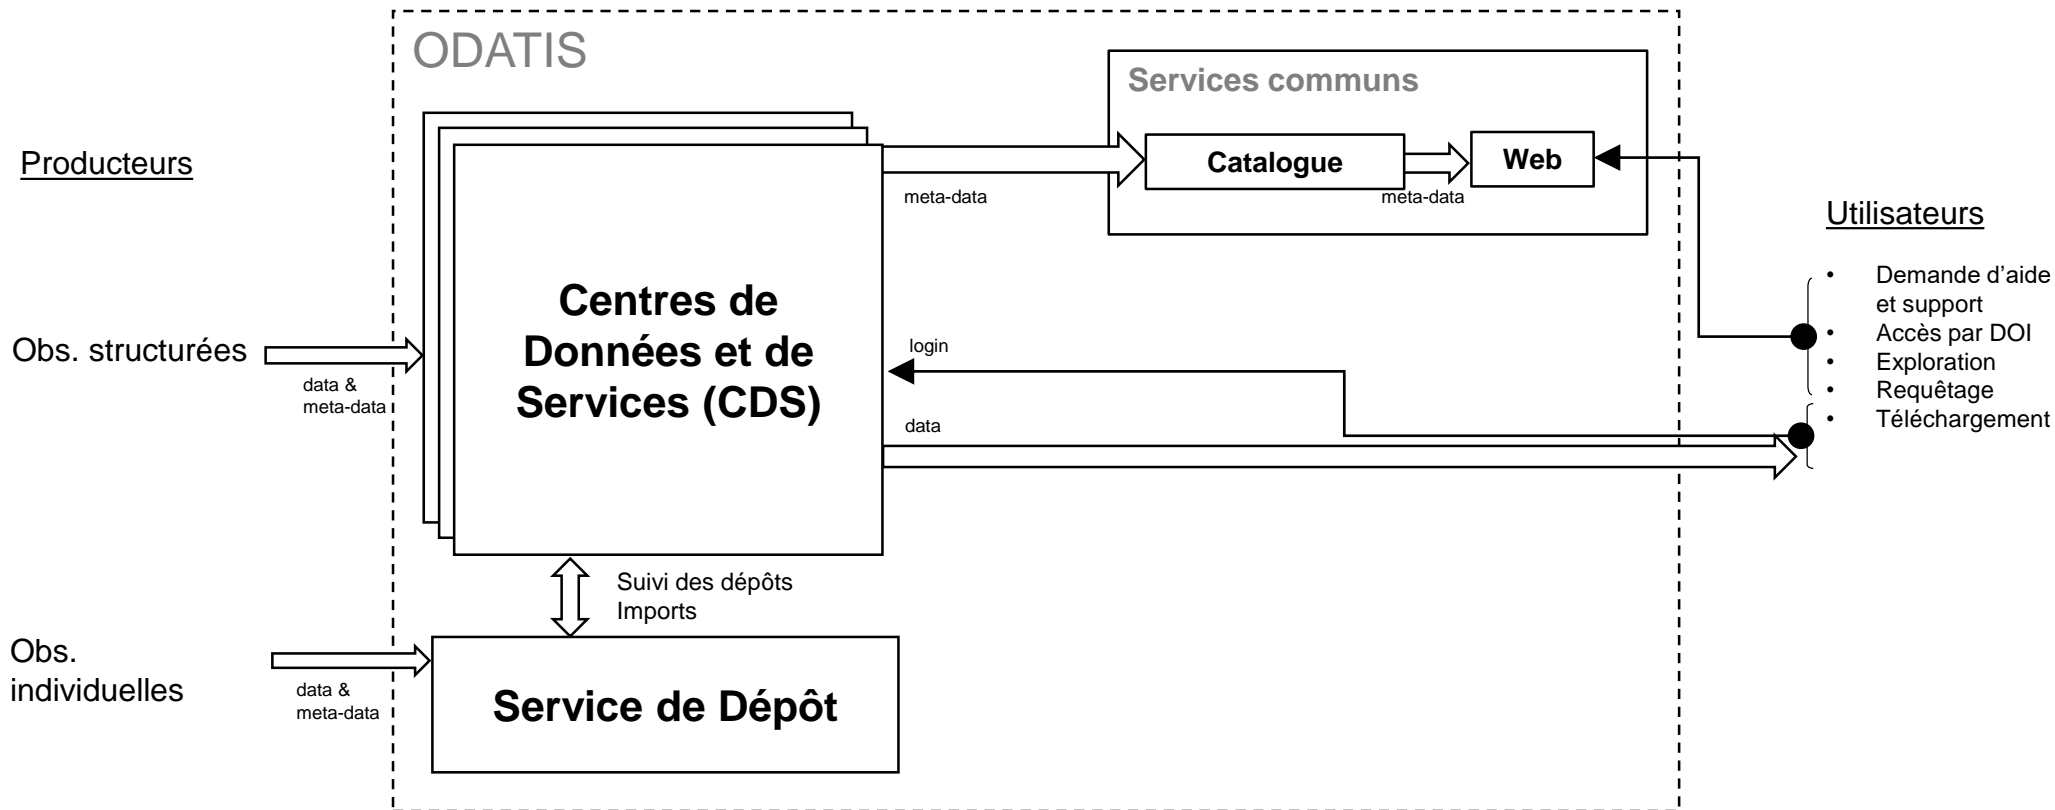 ODATIS
Services communs
Producteurs
Catalogue
Web
meta-data
meta-data
Utilisateurs
Centres de
Données et de
Services (CDS)
Obs. structurées
data &
meta-data
login
data
• Demande d’aide
et support
• Accès par DOI
• Exploration
• Requêtage
• Téléchargement
Suivi des dépôts
Imports
Obs.
individuelles
data &
meta-data
Service de Dépôt